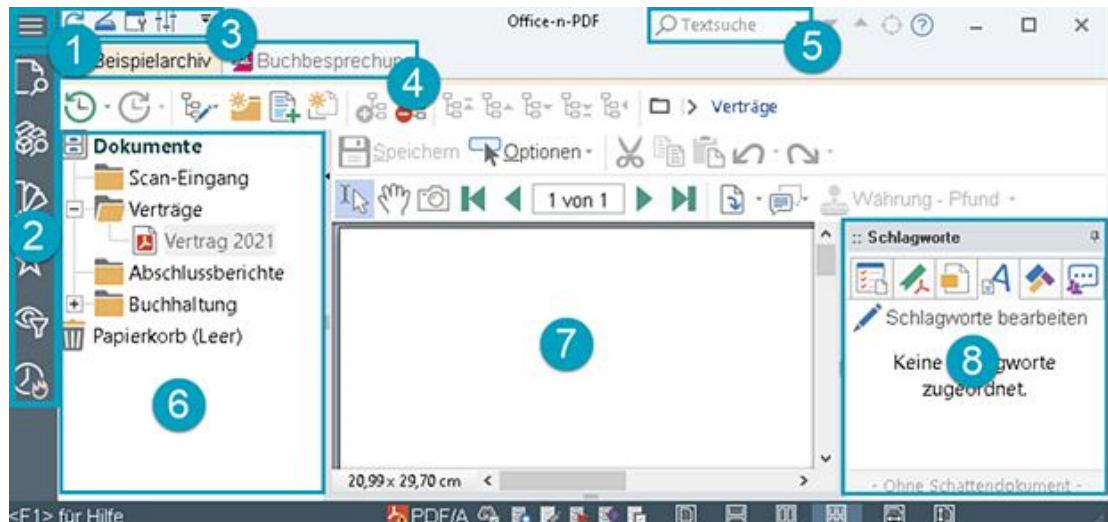 Office-n-PDF
Textsuche
1
3
5
Beispielarchiv
Buchbesprechun
4
Verträge
Dokumente
Speichern
Optionen
Scan-Eingang
Verträge
1 von 1
Währung - Pfund
2
Vertrag 2021
:: Schlagworte
Abschlussberichte
Buchhaltung
Schlagworte bearbeiten
Papierkorb (Leer)
7
Keine
8
gworte
zugeordnet.
6
20,99 x 29,70 cm
- Ohne Schattendokument -
<F1> für Hilfe
PDF/A